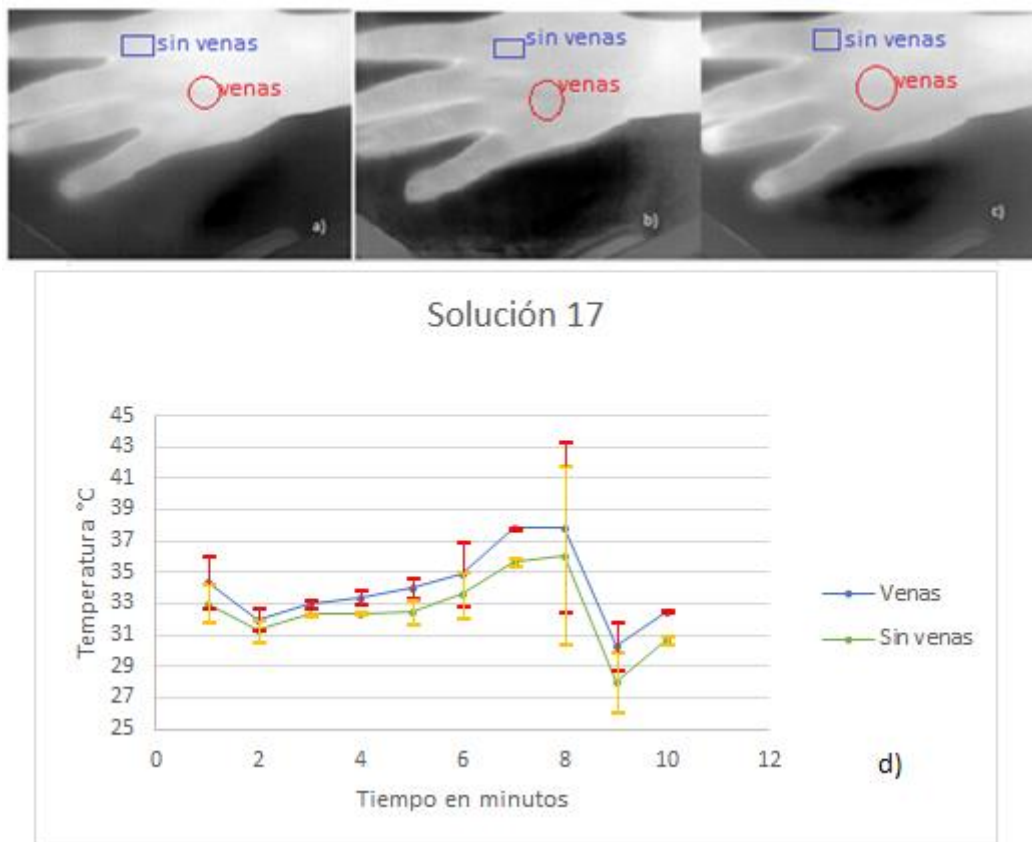 sin venas
venas
a)
sin venas
venas
b)
sin venas
venas
c)
Solución 17
Temperatura °C
45
43
41
39
37
35
33
31
29
27
25
0
2
4
6
8
10
12
Tiempo en minutos
Venas
Sin venas
d)